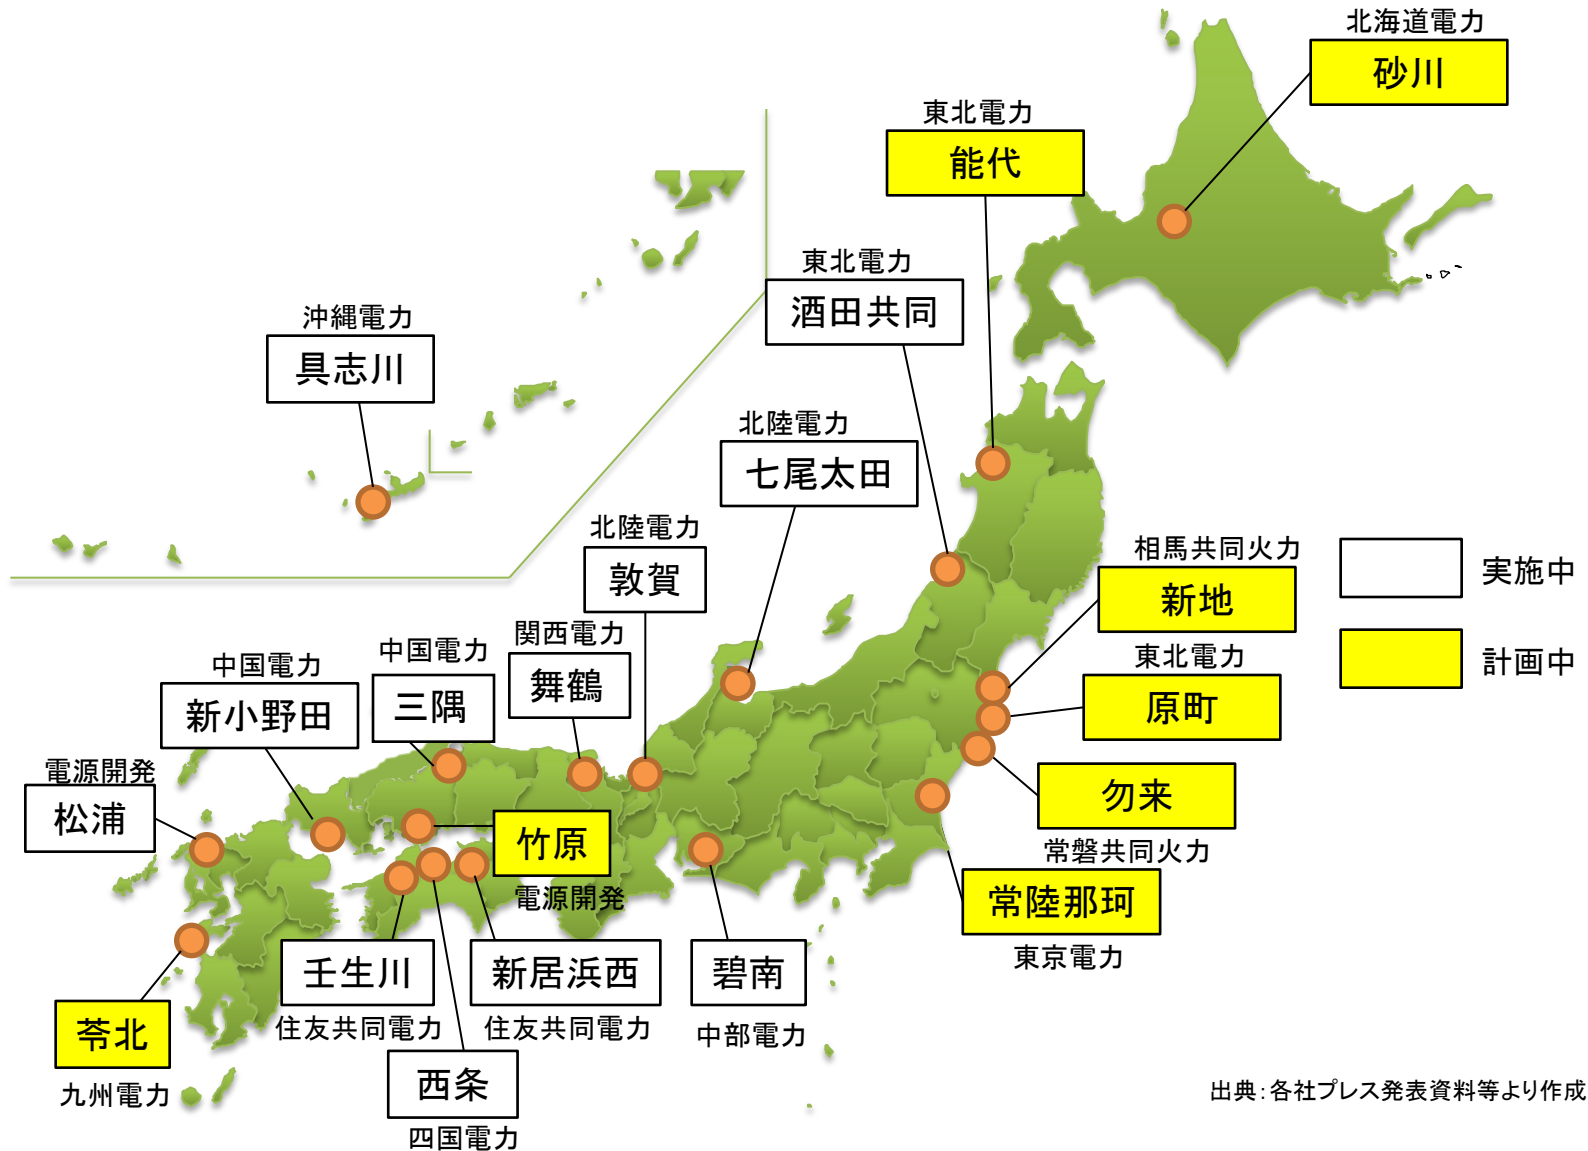 北海道電力
砂川
東北電力
能代
東北電力
酒田共同
沖縄電力
具志川
北陸電力
七尾太田
北陸電力
敦賀
相馬共同火力
新地
実施中
東北電力
原町
計画中
関西電力
舞鶴
中国電力
三隅
中国電力
新小野田
電源開発
松浦
勿来
常磐共同火力
竹原
電源開発
常陸那珂
東京電力
壬生川
住友共同電力
新居浜西
住友共同電力
碧南
中部電力
苓北
九州電力
西条
四国電力
出典：各社プレス発表資料等より作成